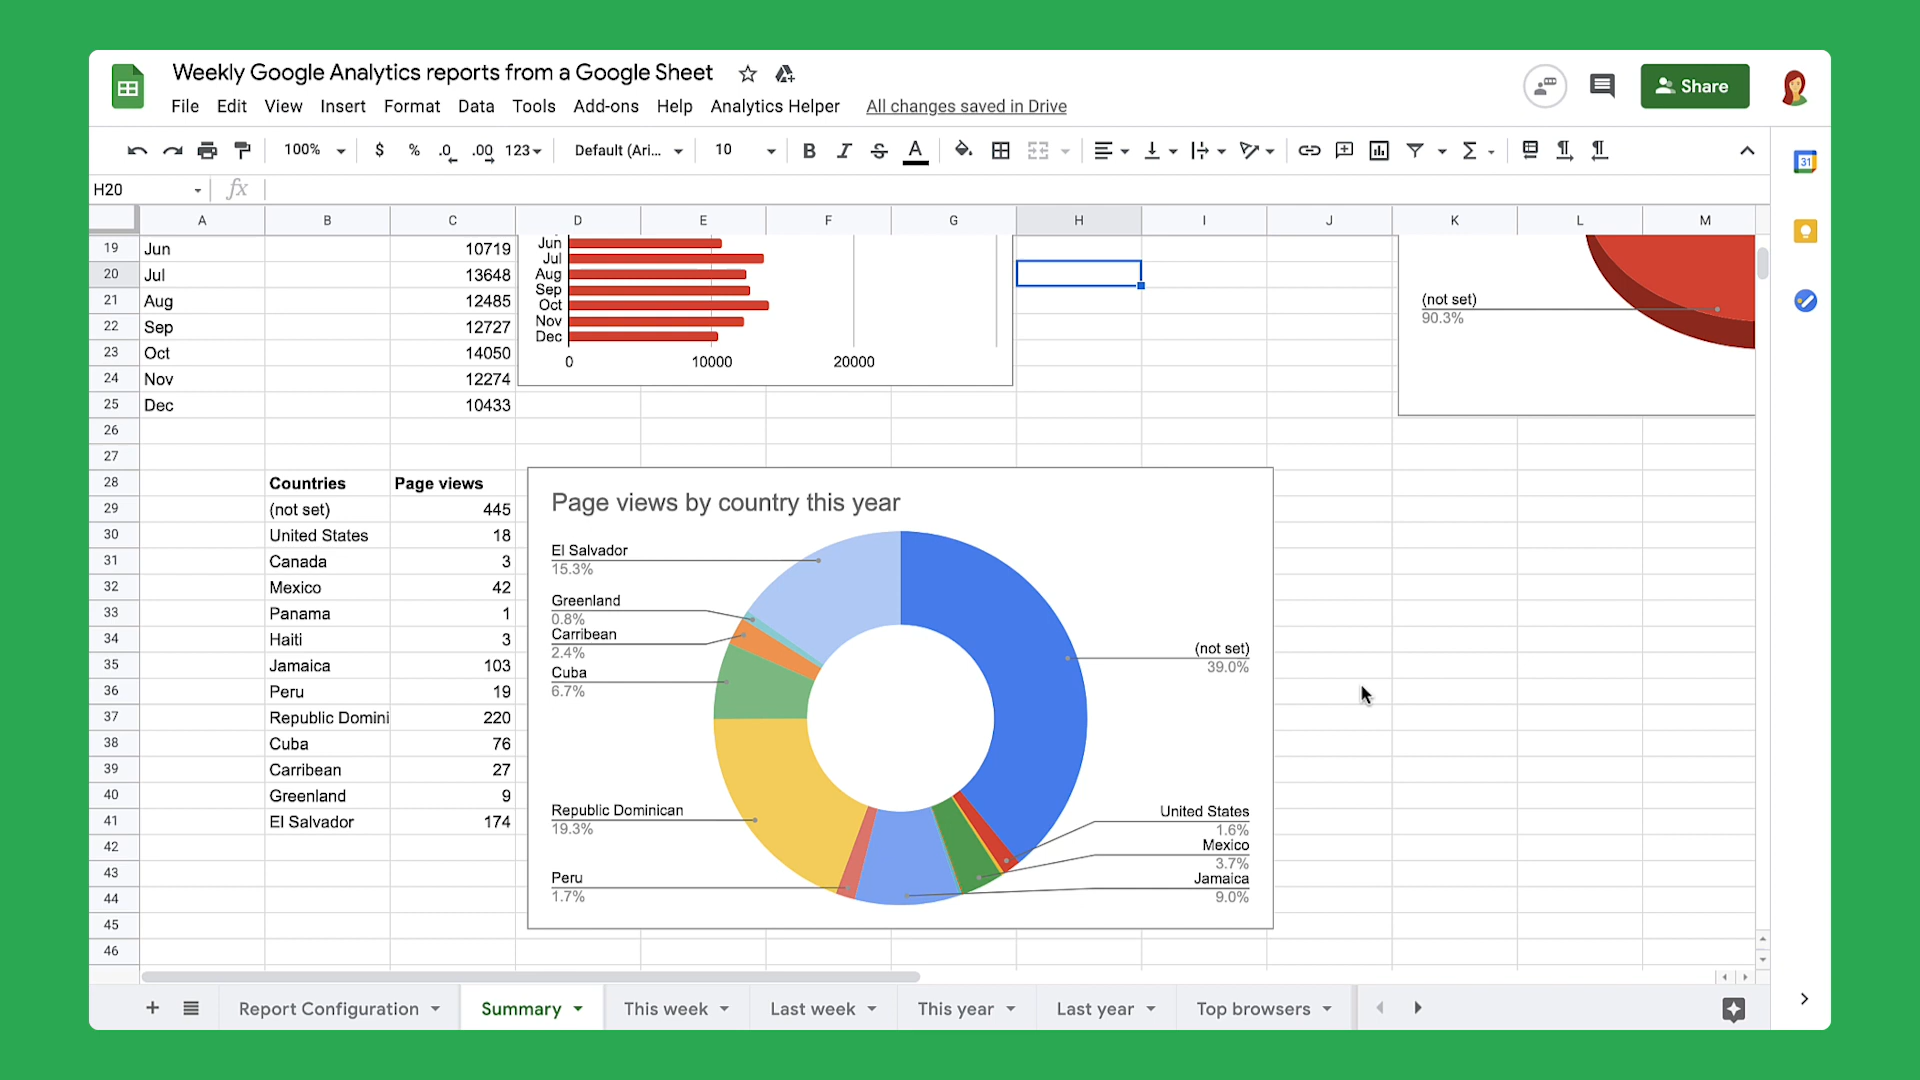 Weekly Google Analytics reports from a Google Sheet
File Edit View Insert Format Data Tools Add-ons Help Analytics Helper All changes saved in Drive
Share
100% $ % .0 .00 123 Default (Ari... 10 B I S A
31
H20 fx
A B C D E F G H I J K L M
19 Jun 10719
20 Jul 13648
21 Aug 12485
22 Sep 12727
23 Oct 14050
24 Nov 12274
25 Dec 10433
26
27
28 Countries Page views
29 (not set) 445
30 United States 18
31 Canada 3
32 Mexico 42
33 Panama 1
34 Haiti 3
35 Jamaica 103
36 Peru 19
37 Republic Domini 220
38 Cuba 76
39 Carribean 27
40 Greenland 9
41 El Salvador 174
42
43
44
45
46
Jun
Jul
Aug
Sep
Oct
Nov
Dec
0 10000 20000
(not set)
90.3%
Page views by country this year
El Salvador
15.3%
Greenland
0.8%
Carribean
2.4%
Cuba
6.7%
Republic Dominican
19.3%
Peru
1.7%
(not set)
39.0%
United States
1.6%
Mexico
3.7%
Jamaica
9.0%
Report Configuration Summary This week Last week This year Last year Top browsers